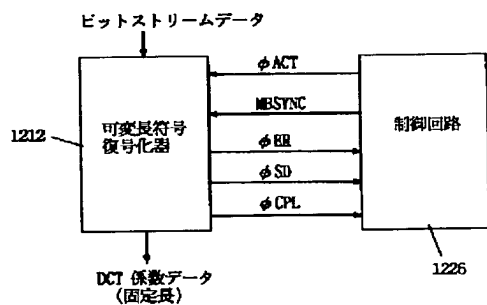 ビットストリームデータ
φACT
MBSYNC
1212
可変長符号
復号化器
制御回路
φER
φSD
φCPL
1226
DCT 係数データ
(固定長)